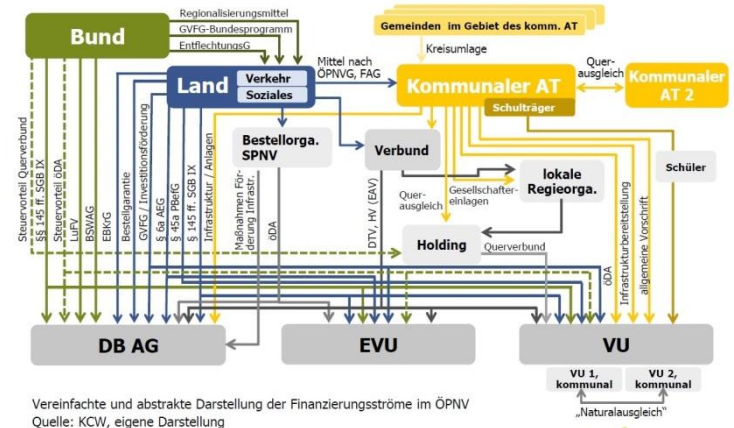 Regionalisierungsmittel
GVFG-Bundesprogramm
EntflechtungsG
Bund
Gemeinden im Gebiet des komm. AT
Kreisumlage
Mittel nach
ÖPNVG, FAG
Land
Verkehr
Soziales
Kommunaler AT
Schulträger
Quer-
ausgleich
Kommunaler
AT 2
Steuervorteil Querverbund
§§ 145 ff. SGB IX
Steuervorteil öDA
LuFV
BSWAG
EBKrG
Bestellgarantie
GVFG / Investitionsförderung
§ 6a AEG
§ 45a PBefG
§ 145 ff. SGB IX
Infrastruktur / Anlagen
Bestellorga.
SPNV
Maßnahmen För-
derung Infrastr.
öDA
Verbund
DTV, HV (EAV)
Quer-
ausgleich
Gesellschafter-
einlagen
lokale
Regieorga.
Schüler
Holding
Querverbund
öDA
Infrastrukturbereitstellung
allgemeine Vorschrift
DB AG
EVU
VU
VU 1,
kommunal
VU 2,
kommunal
„Naturalausgleich“
Vereinfachte und abstrakte Darstellung der Finanzierungsströme im ÖPNV
Quelle: KCW, eigene Darstellung